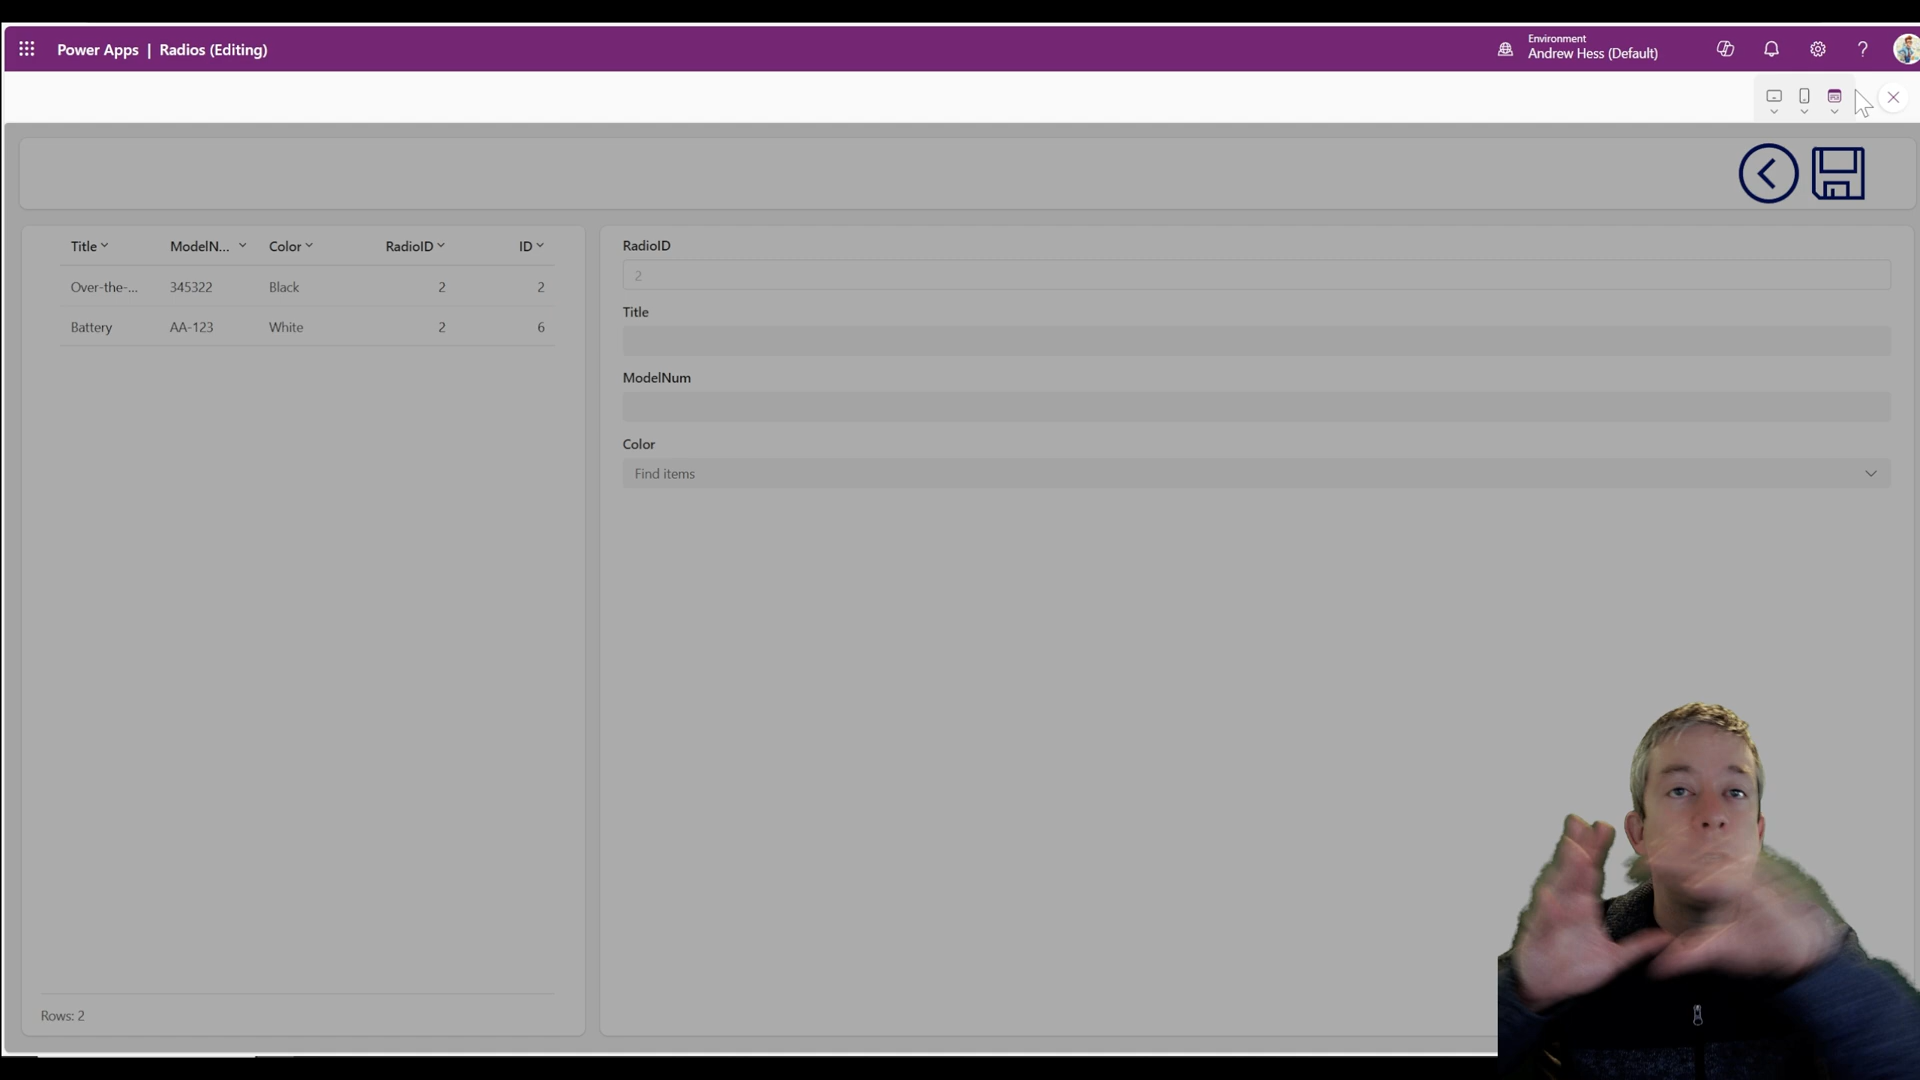 Power Apps | Radios (Editing)
Environment
Andrew Hess (Default)
Title ModelN... Color RadioID ID
Over-the-... 345322 Black 2 2
Battery AA-123 White 2 6
Rows: 2
RadioID
2
Title
ModelNum
Color
Find items